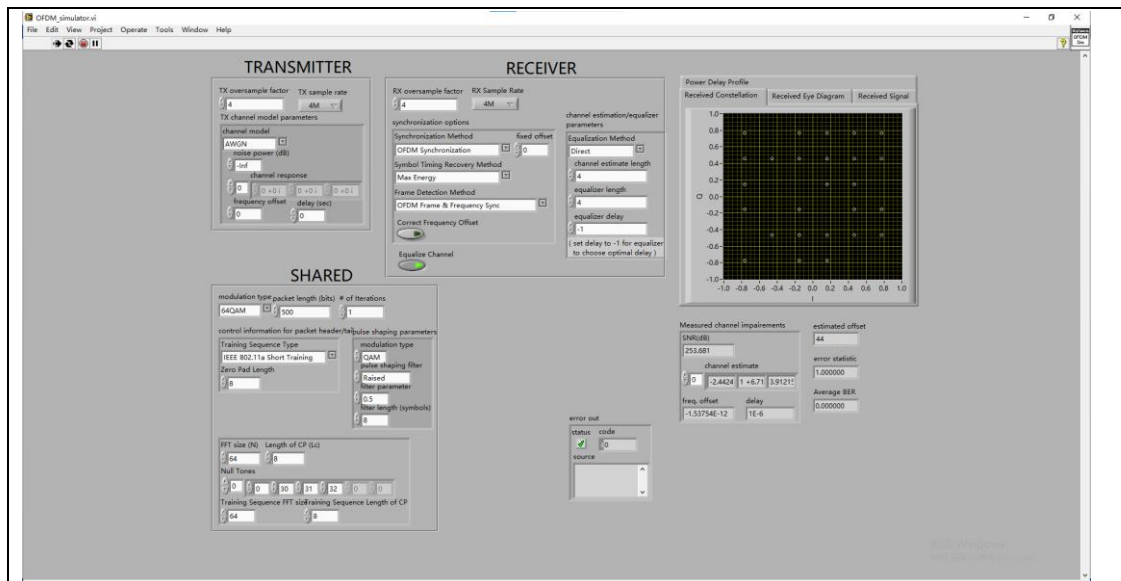 OFDM_simulator.vi
File Edit View Project Operate Tools Window Help
TRANSMITTER
TX oversample factor TX sample rate
4 4M
TX channel model parameters
channel model
AWGN
noise power (dB)
-Inf
channel response
0 0 +0 i 0 +0 i 0 +0 i
frequency offset delay (sec)
0 0
RECEIVER
RX oversample factor RX Sample Rate
4 4M
synchronization options
Synchronization Method fixed offset
OFDM Synchronization 0
Symbol Timing Recovery Method
Max Energy
Frame Detection Method
OFDM Frame & Frequency Sync
Correct Frequency Offset
Equalize Channel
channel estimation/equalizer
parameters
Equalization Method
Direct
channel estimate length
4
equalizer length
4
equalizer delay
-1
( set delay to -1 for equalizer
to choose optimal delay )
SHARED
modulation type packet length (bits) # of Iterations
64QAM 500 1
control information for packet header/tail
Training Sequence Type
IEEE 802.11a Short Training
Zero Pad Length
8
pulse shaping parameters
modulation type
QAM
pulse shaping filter
Raised
filter parameter
0.5
filter length (symbols)
8
FFT size (N) Length of CP (Lc)
64 8
Null Tones
0 0 30 31 32 0 0
Training Sequence FFT size Training Sequence Length of CP
64 8
Power Delay Profile
Received Constellation Received Eye Diagram Received Signal
1.0
0.8
0.6
0.4
0.2
Q 0.0
-0.2
-0.4
-0.6
-0.8
-1.0
-1.0 -0.8 -0.6 -0.4 -0.2 0.0 0.2 0.4 0.6 0.8 1.0
I
Measured channel impairements
SNR(dB)
253.681
channel estimate
0 -2.4424 1 +6.71 3.91215
freq. offset delay
-1.53754E-12 1E-6
estimated offset
44
error statistic
1.000000
Average BER
0.000000
error out
status code
0
source